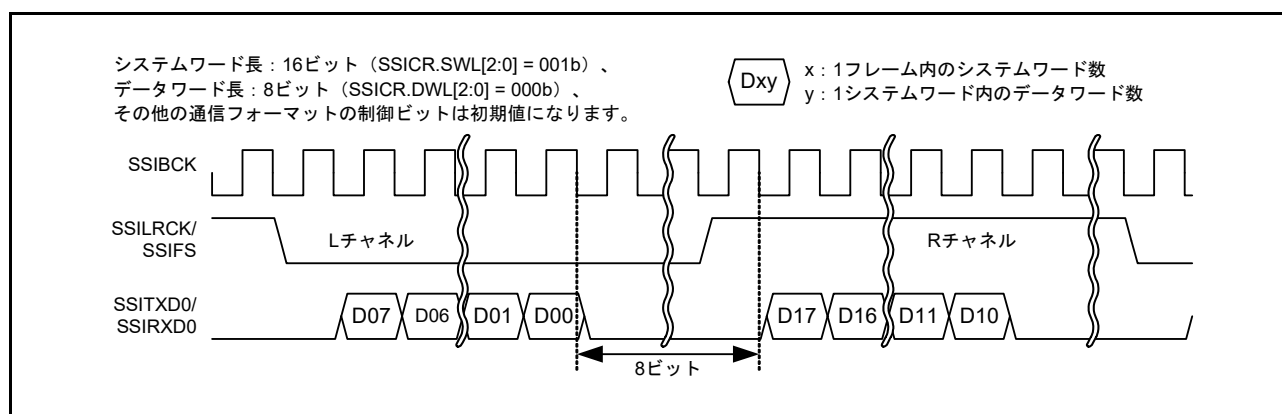 システムワード長：16ビット（SSICR.SWL[2:0] = 001b）、
データワード長：8ビット（SSICR.DWL[2:0] = 000b）、
その他の通信フォーマットの制御ビットは初期値になります。
Dxy
x：1フレーム内のシステムワード数
y：1システムワード内のデータワード数
SSIBCK
SSILRCK/
SSIFS
Lチャネル
Rチャネル
SSITXD0/
SSIRXD0
D07 D06 D01 D00 D17 D16 D11 D10
8ビット